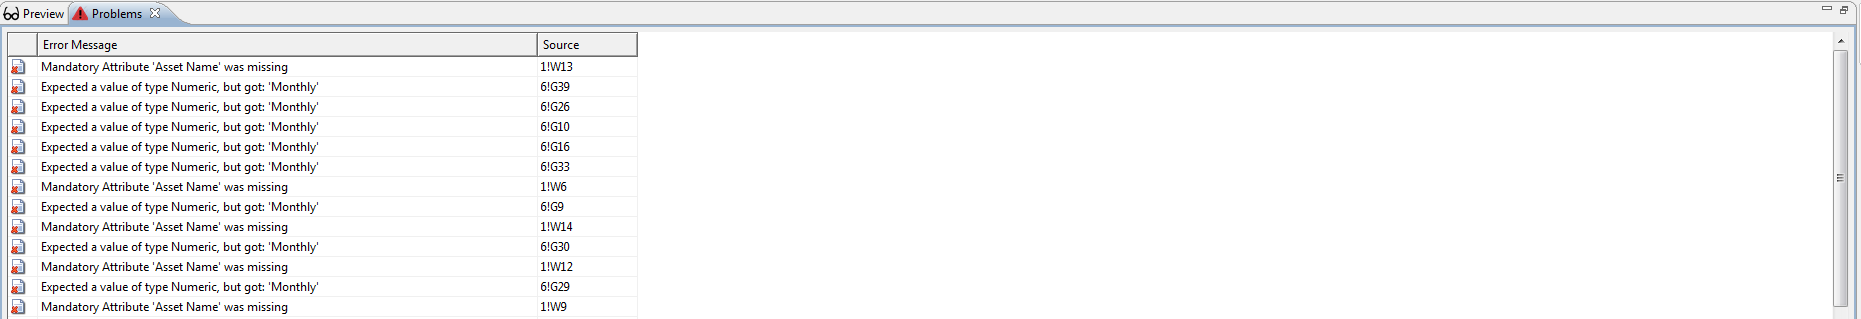 Preview Problems
Error Message Source
Mandatory Attribute 'Asset Name' was missing 1!W13
Expected a value of type Numeric, but got: 'Monthly' 6!G39
Expected a value of type Numeric, but got: 'Monthly' 6!G26
Expected a value of type Numeric, but got: 'Monthly' 6!G10
Expected a value of type Numeric, but got: 'Monthly' 6!G16
Expected a value of type Numeric, but got: 'Monthly' 6!G33
Mandatory Attribute 'Asset Name' was missing 1!W6
Expected a value of type Numeric, but got: 'Monthly' 6!G9
Mandatory Attribute 'Asset Name' was missing 1!W14
Expected a value of type Numeric, but got: 'Monthly' 6!G30
Mandatory Attribute 'Asset Name' was missing 1!W12
Expected a value of type Numeric, but got: 'Monthly' 6!G29
Mandatory Attribute 'Asset Name' was missing 1!W9